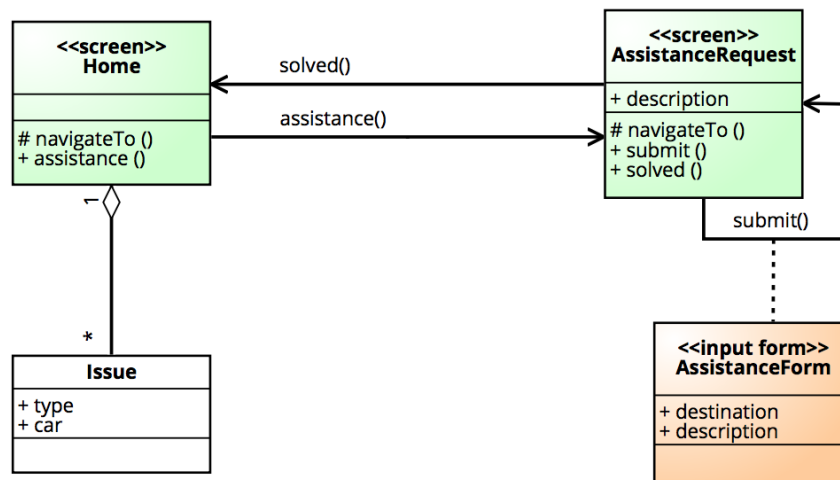 <<screen>>
Home
# navigateTo ()
+ assistance ()
solved()
assistance()
<<screen>>
AssistanceRequest
+ description
# navigateTo ()
+ submit ()
+ solved ()
submit()
1
*
Issue
+ type
+ car
<<input form>>
AssistanceForm
+ destination
+ description